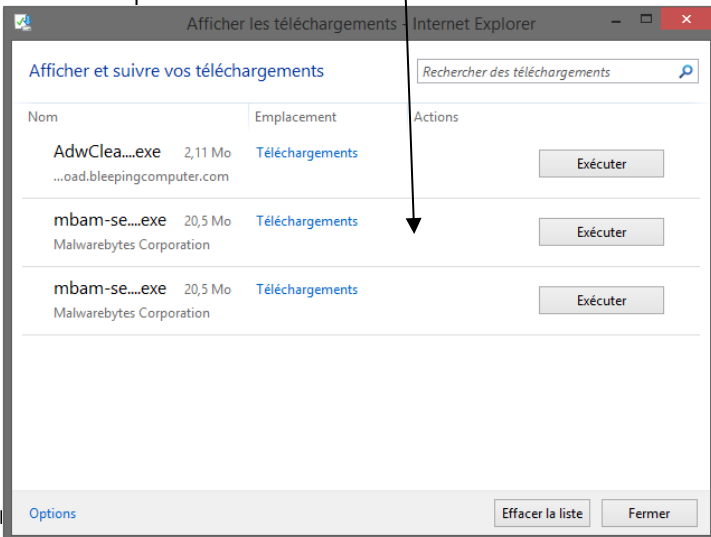 Afficher les téléchargements - Internet Explorer
Afficher et suivre vos téléchargements
Rechercher des téléchargements
Nom Emplacement Actions
AdwClea....exe 2,11 Mo Téléchargements Exécuter
...oad.bleepingcomputer.com
mbam-se....exe 20,5 Mo Téléchargements Exécuter
Malwarebytes Corporation
mbam-se....exe 20,5 Mo Téléchargements Exécuter
Malwarebytes Corporation
Options Effacer la liste Fermer